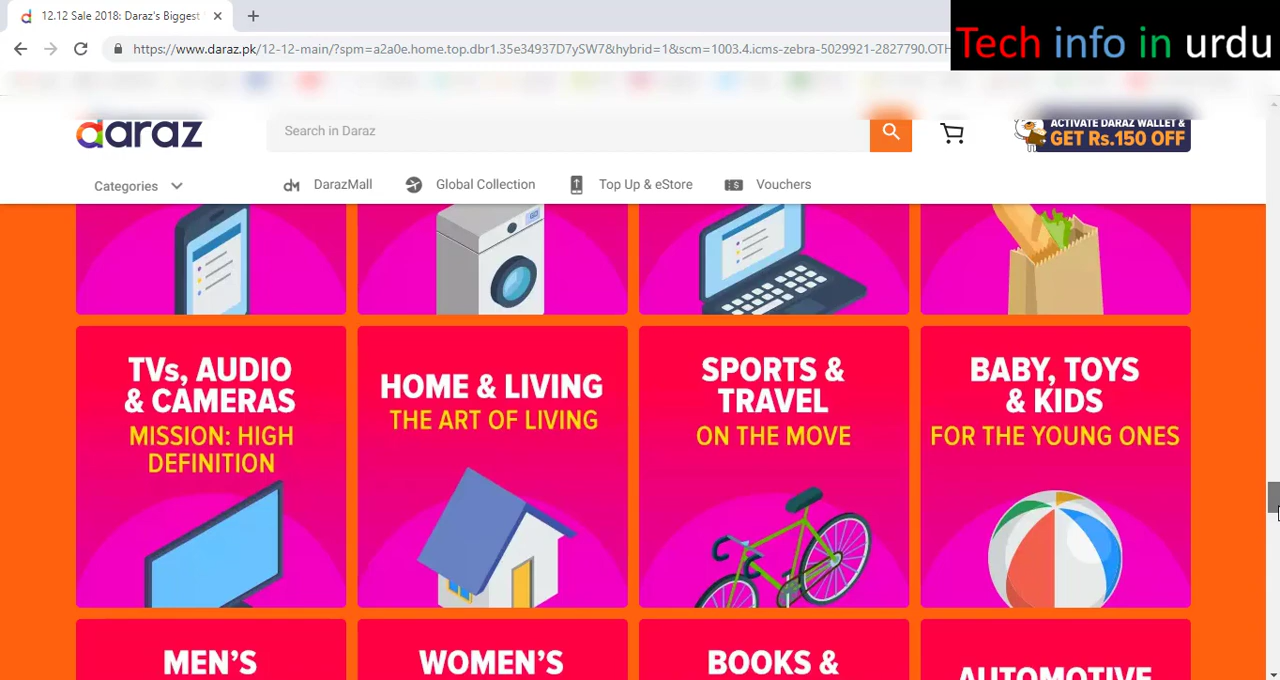 12.12 Sale 2018: Daraz's Biggest
https://www.daraz.pk/12-12-main/?spm=a2a0e.home.top.dbr1.35e34937D7ySW7&hybrid=1&scm=1003.4.icms-zebra-5029921-2827790.OTH
Tech info in urdu
daraz
Search in Daraz
ACTIVATE DARAZ WALLET &
GET Rs.150 OFF
Categories
DarazMall
Global Collection
Top Up & eStore
Vouchers
TVs, AUDIO
& CAMERAS
MISSION: HIGH
DEFINITION
HOME & LIVING
THE ART OF LIVING
SPORTS &
TRAVEL
ON THE MOVE
BABY, TOYS
& KIDS
FOR THE YOUNG ONES
MEN'S
WOMEN'S
BOOKS &
AUTOMOTIVE